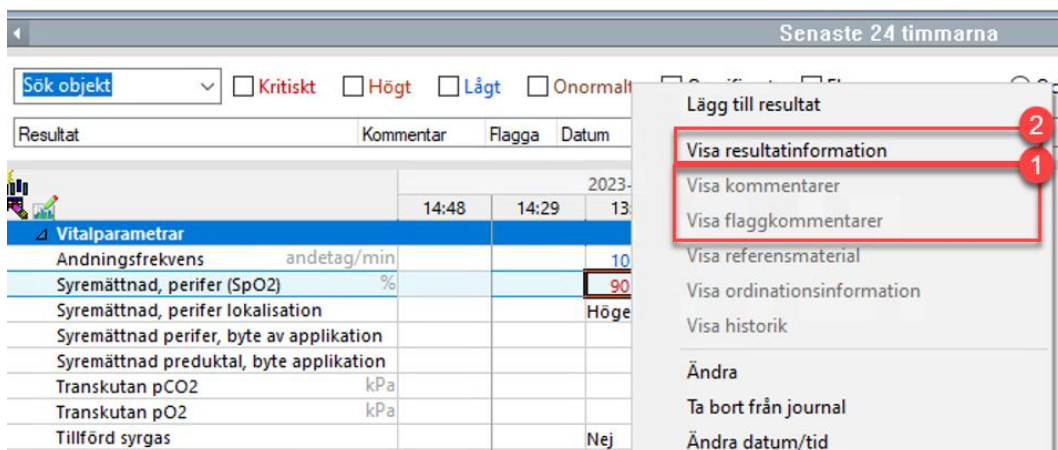 Senaste 24 timmarna
Sök objekt Kritiskt Högt Lågt Onormalt
Resultat Kommentar Flagga Datum
2023-
14:48 14:29 13:
Vitalparametrar
Andningsfrekvens andetag/min 10
Syremättnad, perifer (SpO2) % 90
Syremättnad, perifer lokalisation Höge
Syremättnad perifer, byte av applikation
Syremättnad preduktal, byte applikation
Transkutan pCO2 kPa
Transkutan pO2 kPa
Tillförd syrgas Nej
Lägg till resultat
2
Visa resultatinformation
1
Visa kommentarer
Visa flaggkommentarer
Visa referensmaterial
Visa ordinationsinformation
Visa historik
Ändra
Ta bort från journal
Ändra datum/tid